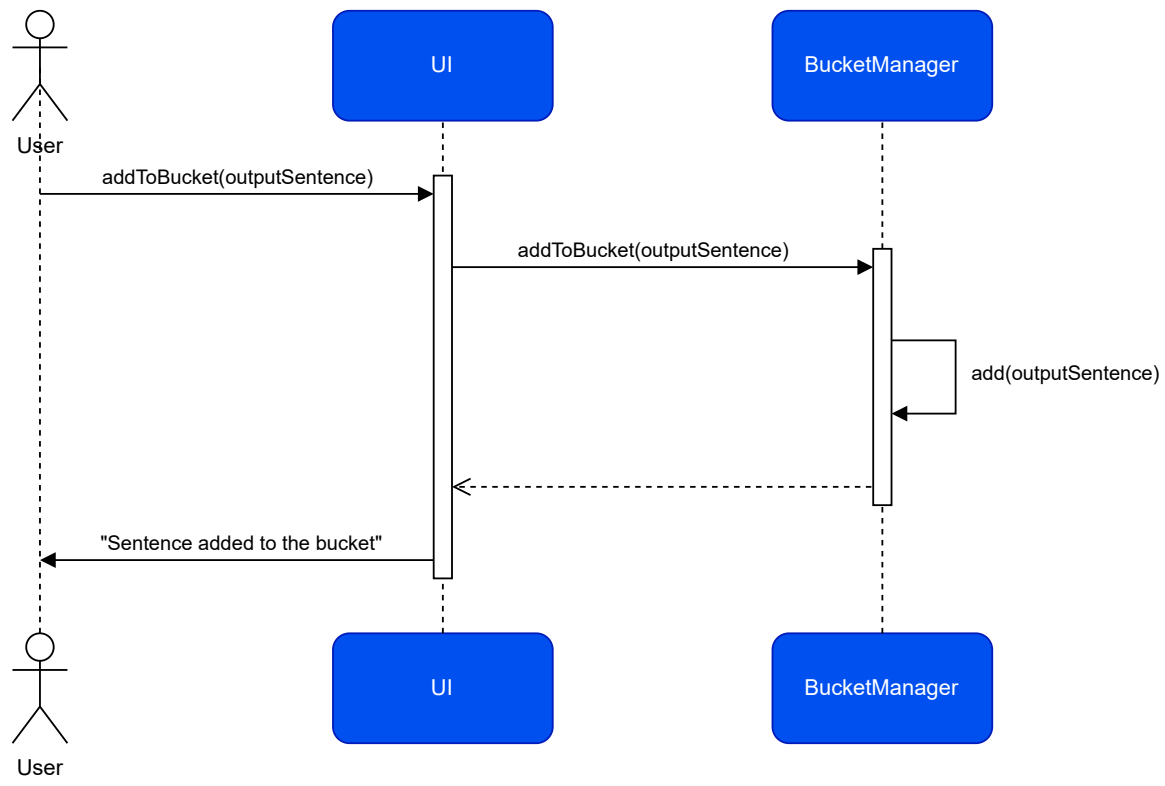 UI
BucketManager
User
addToBucket(outputSentence)
addToBucket(outputSentence)
add(outputSentence)
"Sentence added to the bucket"
UI
BucketManager
User